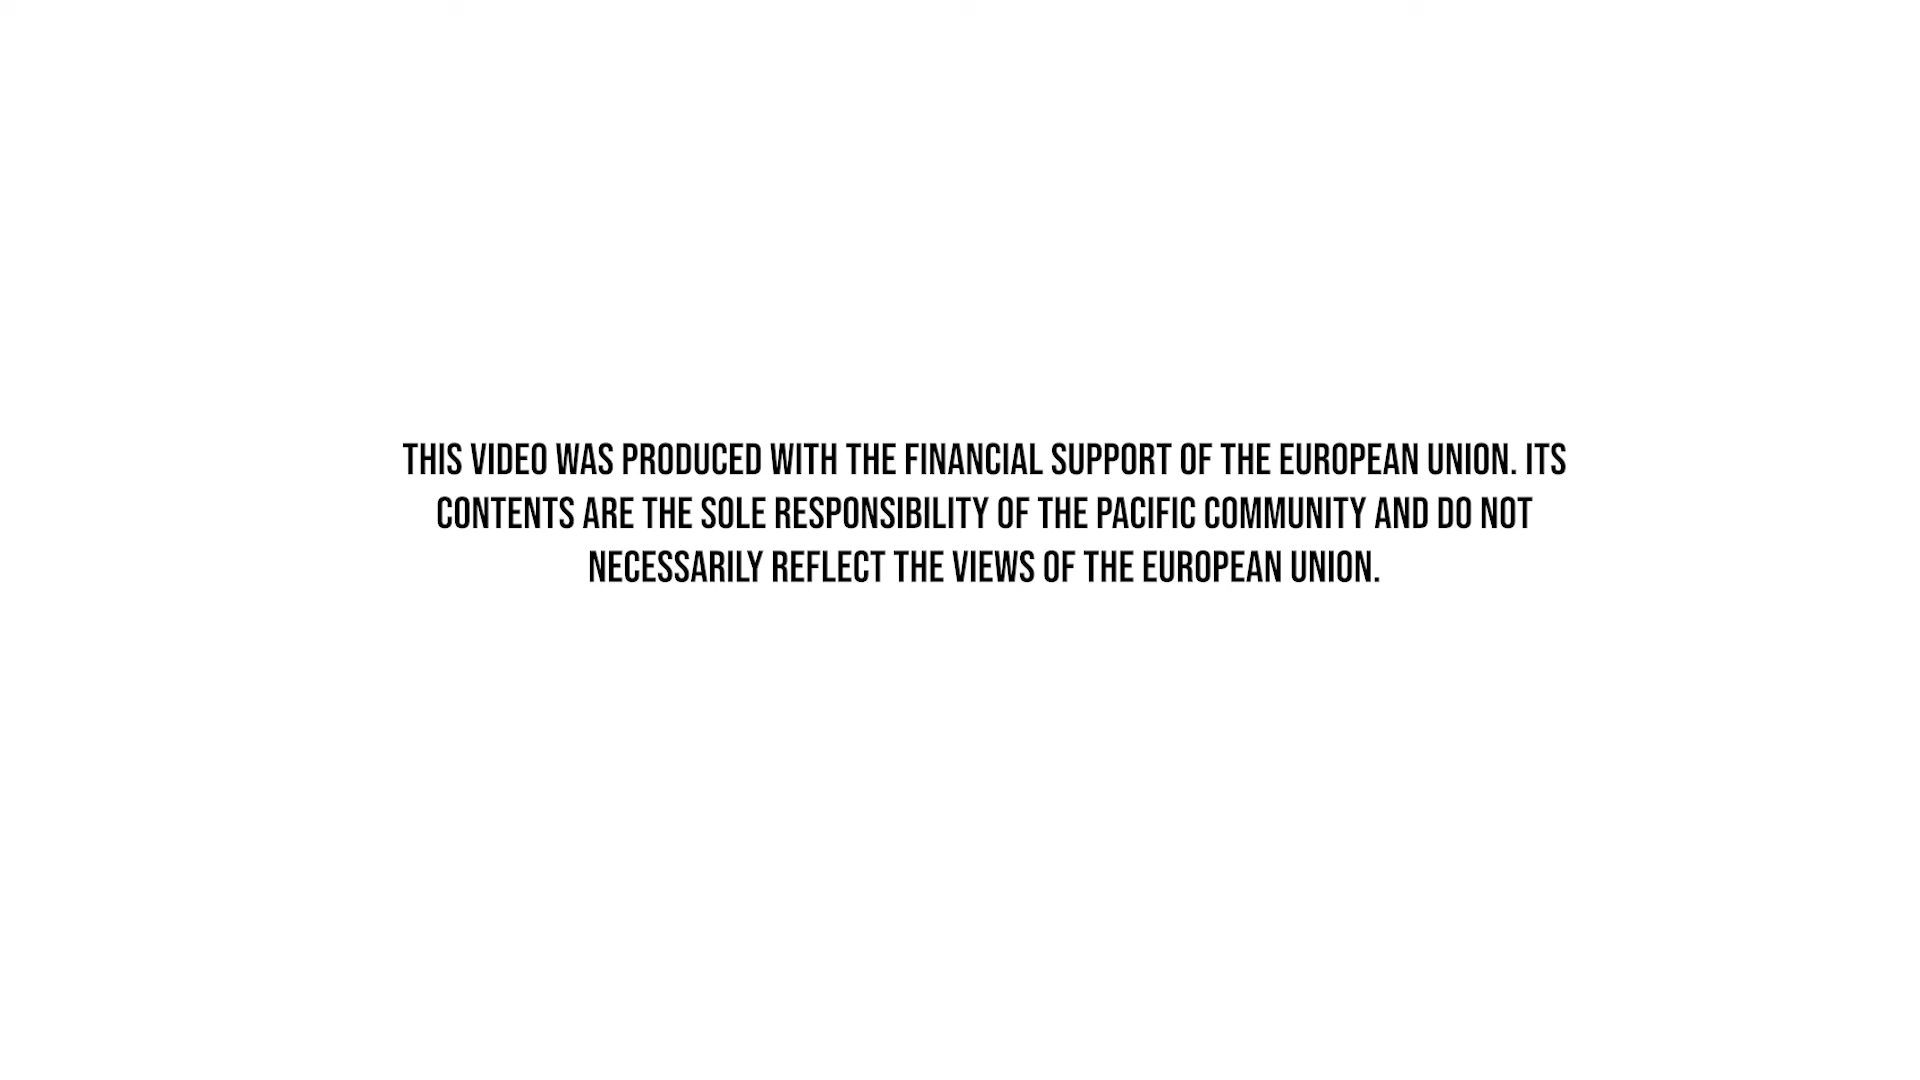 THIS VIDEO WAS PRODUCED WITH THE FINANCIAL SUPPORT OF THE EUROPEAN UNION. ITS
CONTENTS ARE THE SOLE RESPONSIBILITY OF THE PACIFIC COMMUNITY AND DO NOT
NECESSARILY REFLECT THE VIEWS OF THE EUROPEAN UNION.